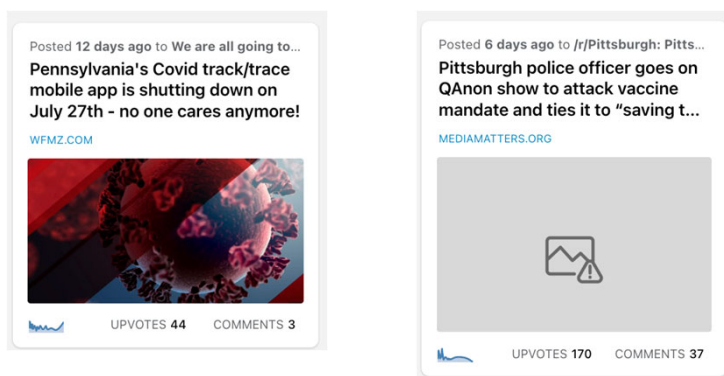 Posted 12 days ago to We are all going to...
Pennsylvania's Covid track/trace
mobile app is shutting down on
July 27th - no one cares anymore!
WFMZ.COM
UPVOTES 44 COMMENTS 3
Posted 6 days ago to /r/Pittsburgh: Pitts...
Pittsburgh police officer goes on
QAnon show to attack vaccine
mandate and ties it to “saving t...
MEDIAMATTERS.ORG
UPVOTES 170 COMMENTS 37